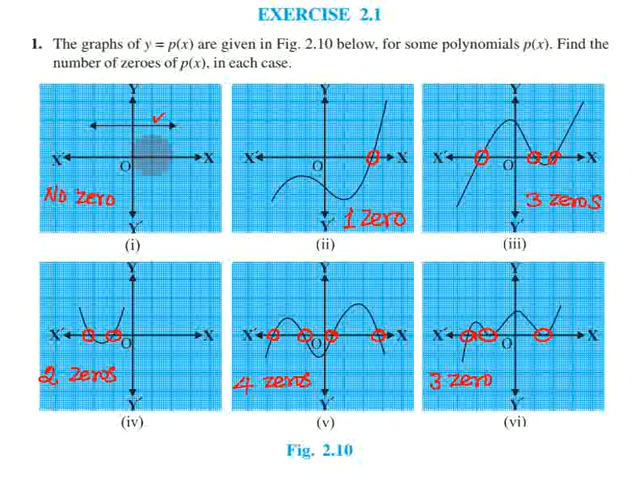 EXERCISE 2.1
1. The graphs of y = p(x) are given in Fig. 2.10 below, for some polynomials p(x). Find the
number of zeroes of p(x), in each case.
Y Y Y
X′ O X X′ O X X′ O X
No zero 1 Zero 3 zeros
Y′ Y′ Y′
(i) (ii) (iii)
Y Y Y
X′ O X X′ O X X′ O X
2 zeros 4 zeros 3 zero
Y′ Y′ Y′
(iv) (v) (vi)
Fig. 2.10